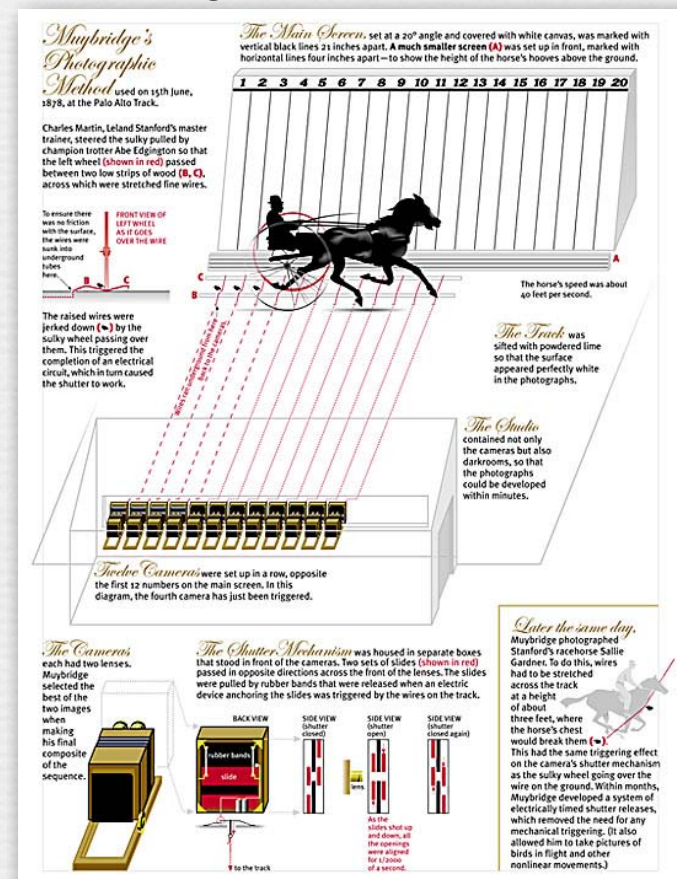 Muybridge's
Photographic
Method used on 15th June,
1878, at the Palo Alto Track.
Charles Martin, Leland Stanford's master
trainer, steered the sulky pulled by
champion trotter Abe Edgington so that
the left wheel (shown in red) passed
between two low strips of wood (B, C),
across which were stretched fine wires.
To ensure there
was no friction
with the surface,
the wires were
sunk into
underground
tubes
here.
FRONT VIEW OF
LEFT WHEEL
AS IT GOES
OVER THE WIRE
B C
The raised wires were
jerked down ( ) by the
sulky wheel passing over
them. This triggered the
completion of an electrical
circuit, which in turn caused
the shutter to work.
The Main Screen, set at a 20° angle and covered with white canvas, was marked with
vertical black lines 21 inches apart. A much smaller screen (A) was set up in front, marked with
horizontal lines four inches apart—to show the height of the horse's hooves above the ground.
1 2 3 4 5 6 7 8 9 10 11 12 13 14 15 16 17 18 19 20
A
C
B
The horse's speed was about
40 feet per second.
Wires ran underground from here
back to the cameras.
The Track was
sifted with powdered lime
so that the surface
appeared perfectly white
in the photographs.
The Studio
contained not only
the cameras but also
darkrooms, so that
the photographs
could be developed
within minutes.
Twelve Cameras were set up in a row, opposite
the first 12 numbers on the main screen. In this
diagram, the fourth camera has just been triggered.
The Cameras
each had two lenses.
Muybridge
selected the
best of the
two images
when
making
his final
composite
of the
sequence.
The Shutter Mechanism was housed in separate boxes
that stood in front of the cameras. Two sets of slides (shown in red)
passed in opposite directions across the front of the lenses. The slides
were pulled by rubber bands that were released when an electric
device anchoring the slides was triggered by the wires on the track.
BACK VIEW
rubber bands
slide
to the track
SIDE VIEW
(shutter
closed)
lens
SIDE VIEW
(shutter
open)
As the
slides shot up
and down, all
the openings
were aligned
for 1/2000
of a second.
SIDE VIEW
(shutter
closed again)
Later the same day,
Muybridge photographed
Stanford's racehorse Sallie
Gardner. To do this, wires
had to be stretched
across the track
at a height
of about
three feet, where
the horse's chest
would break them ( ).
This had the same triggering effect
on the camera's shutter mechanism
as the sulky wheel going over the
wire on the ground. Within months,
Muybridge developed a system of
electrically timed shutter releases,
which removed the need for any
mechanical triggering. (It also
allowed him to take pictures of
birds in flight and other
nonlinear movements.)